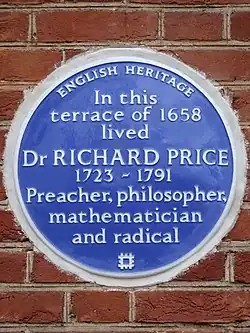 ENGLISH HERITAGE
In this
terrace of 1658
lived
Dr RICHARD PRICE
1723 - 1791
Preacher, philosopher,
mathematician
and radical